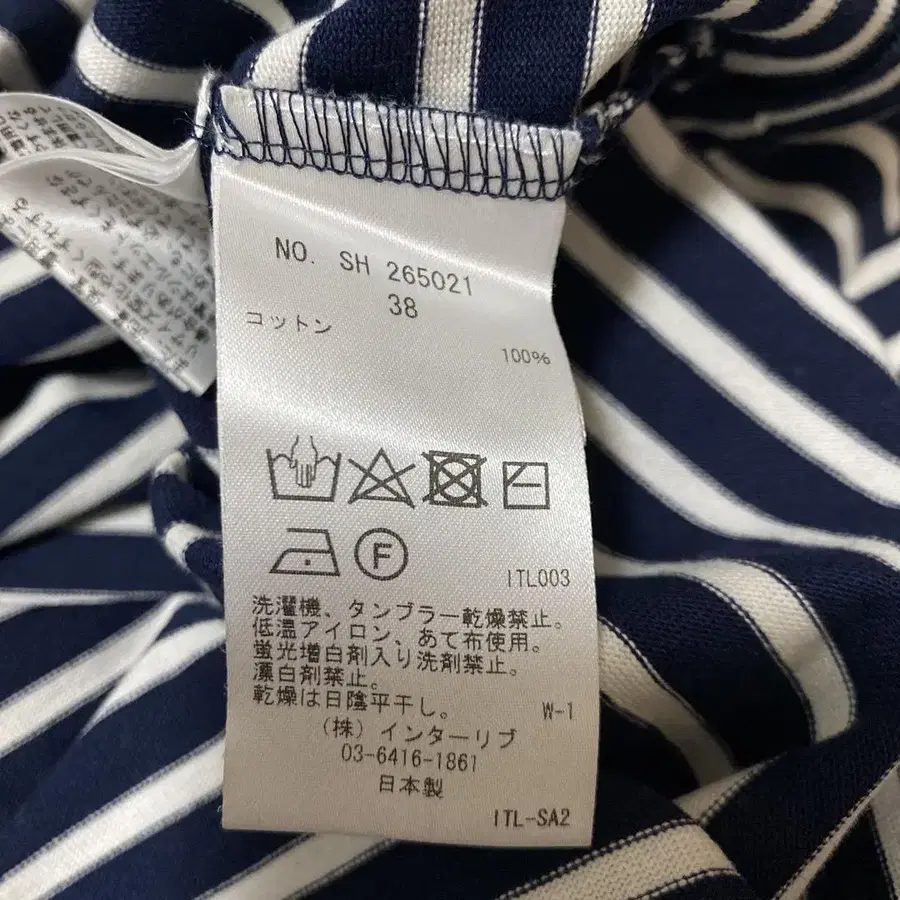 NO. SH 265021
38
コットン
100%
F
ITL003
洗濯機、タンブラー乾燥禁止。
低温アイロン、あて布使用。
蛍光増白剤入り洗剤禁止。
漂白剤禁止。
乾燥は日陰平干し。 W-1
(株)インターリブ
03-6416-1861
日本製
ITL-SA2